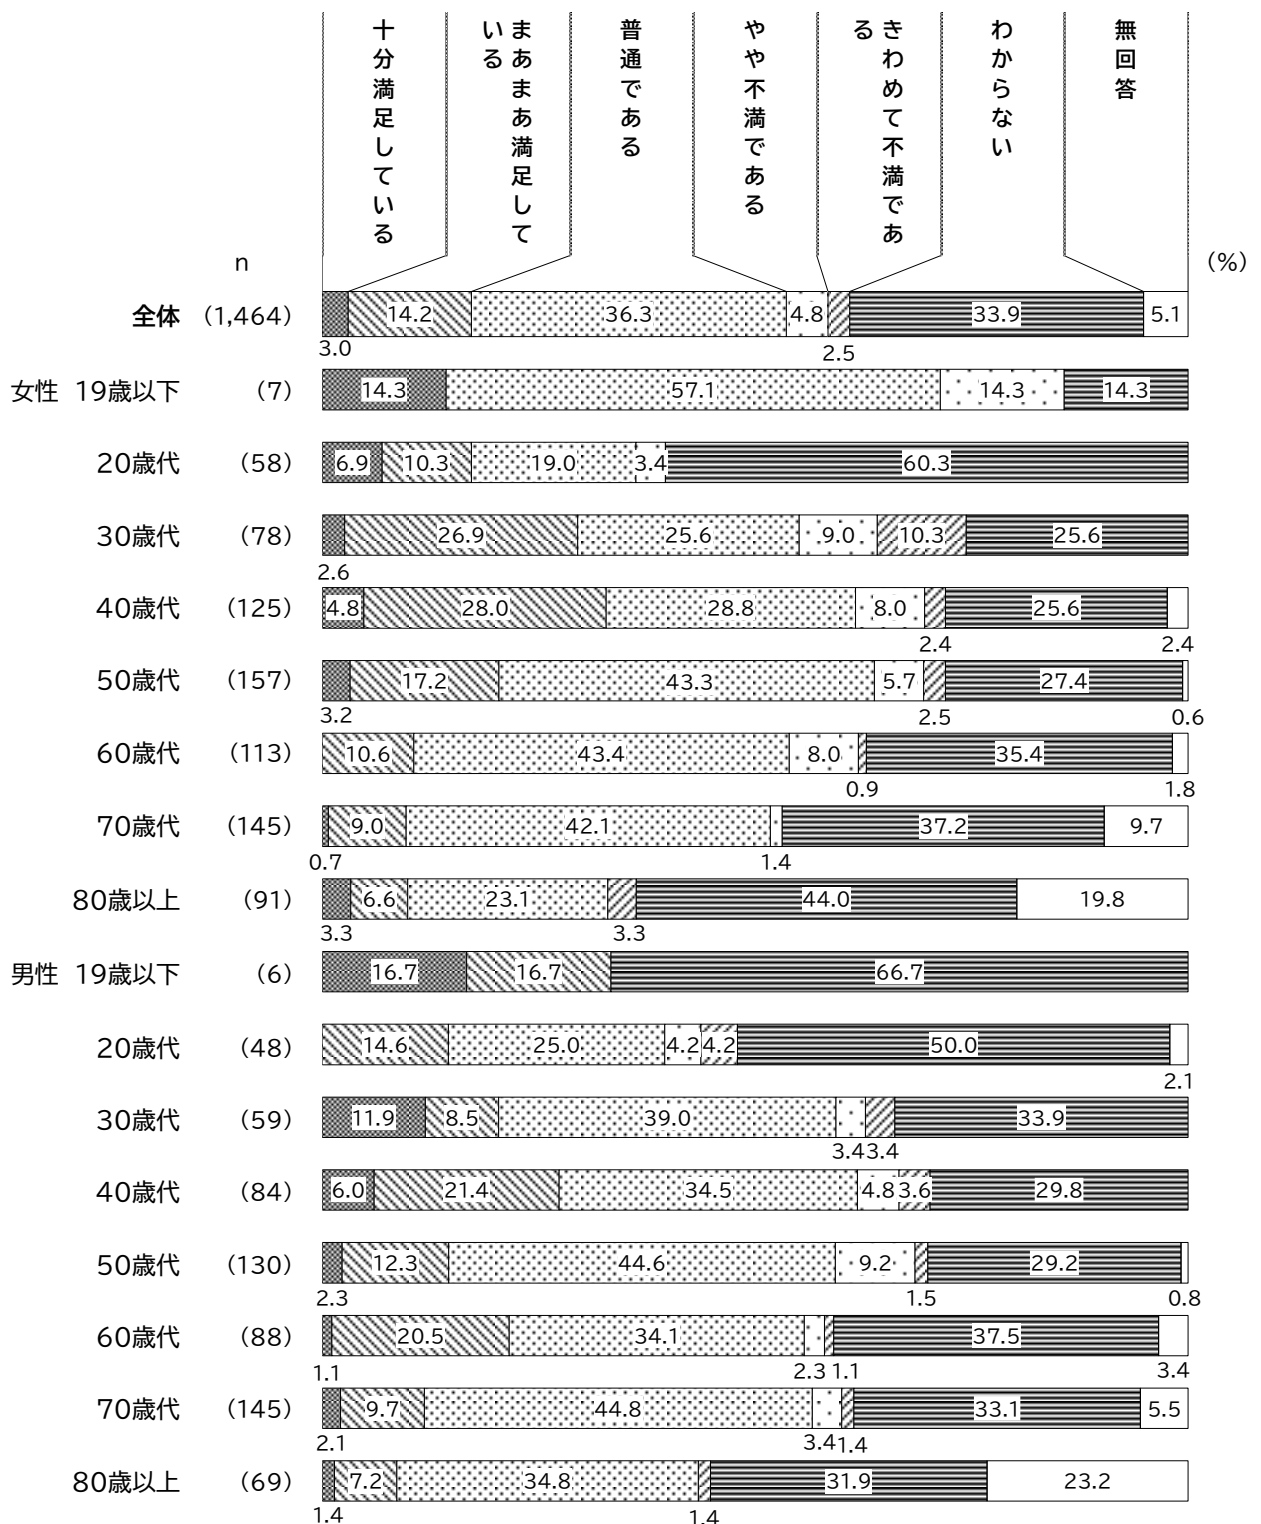 十分満足している
まあまあ満足して
いる
普通である
やや不満である
きわめて不満であ
る
わからない
無回答
n
(%)
全体 (1,464) 14.2 36.3 4.8 33.9 5.1
3.0 2.5
女性 19歳以下 (7) 14.3 57.1 14.3 14.3
20歳代 (58) 6.9 10.3 19.0 3.4 60.3
30歳代 (78) 26.9 25.6 9.0 10.3 25.6
2.6
40歳代 (125) 4.8 28.0 28.8 8.0 25.6
2.4 2.4
50歳代 (157) 17.2 43.3 5.7 27.4
3.2 2.5 0.6
60歳代 (113) 10.6 43.4 8.0 35.4
0.9 1.8
70歳代 (145) 9.0 42.1 37.2 9.7
0.7 1.4
80歳以上 (91) 6.6 23.1 44.0 19.8
3.3 3.3
男性 19歳以下 (6) 16.7 16.7 66.7
20歳代 (48) 14.6 25.0 4.2 4.2 50.0
2.1
30歳代 (59) 11.9 8.5 39.0 33.9
3.4 3.4
40歳代 (84) 6.0 21.4 34.5 4.8 3.6 29.8
50歳代 (130) 12.3 44.6 9.2 29.2
2.3 1.5 0.8
60歳代 (88) 20.5 34.1 37.5
1.1 2.3 1.1 3.4
70歳代 (145) 9.7 44.8 33.1 5.5
2.1 3.4 1.4
80歳以上 (69) 7.2 34.8 31.9 23.2
1.4 1.4